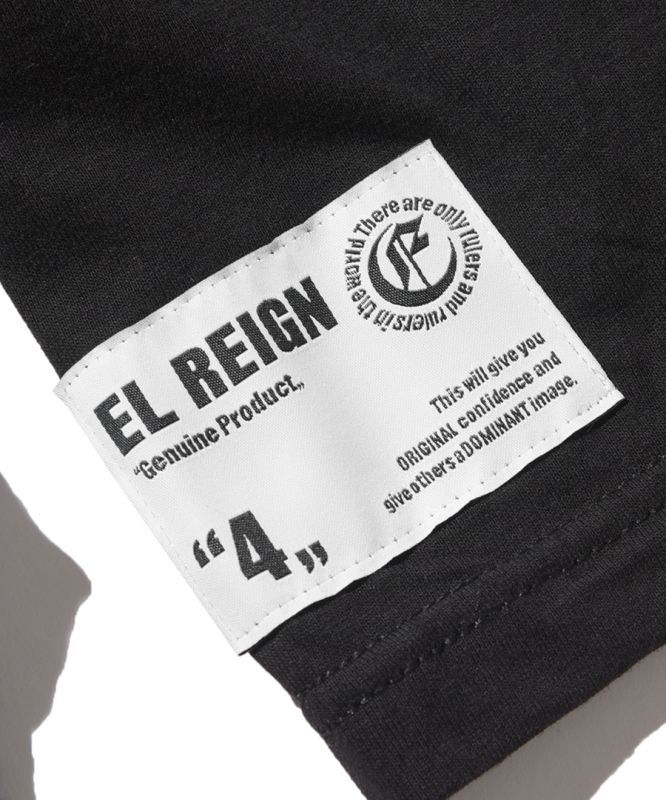 There are only rulers and rulers in the world
E
EL REIGN
"Genuine Product„
This will give you
ORIGINAL confidence and
give others a DOMINANT image.
“4„